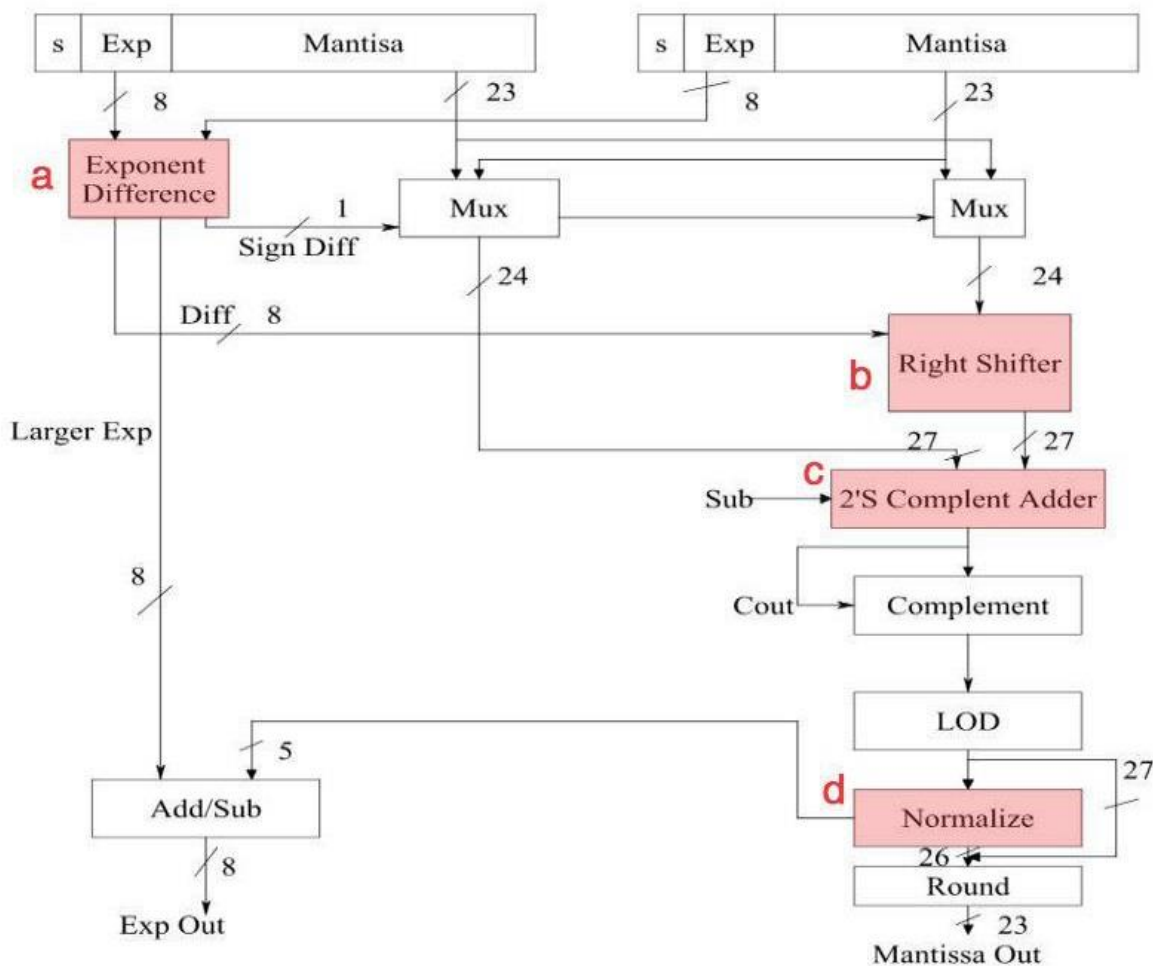 s Exp Mantisa
s Exp Mantisa
8
23
8
23
a
Exponent
Difference
1
Sign Diff
Mux
Mux
24
24
Diff 8
b
Right Shifter
Larger Exp
27
27
c
Sub
2'S Complent Adder
8
Cout
Complement
LOD
5
27
d
Add/Sub
Normalize
26
8
Round
23
Exp Out
Mantissa Out